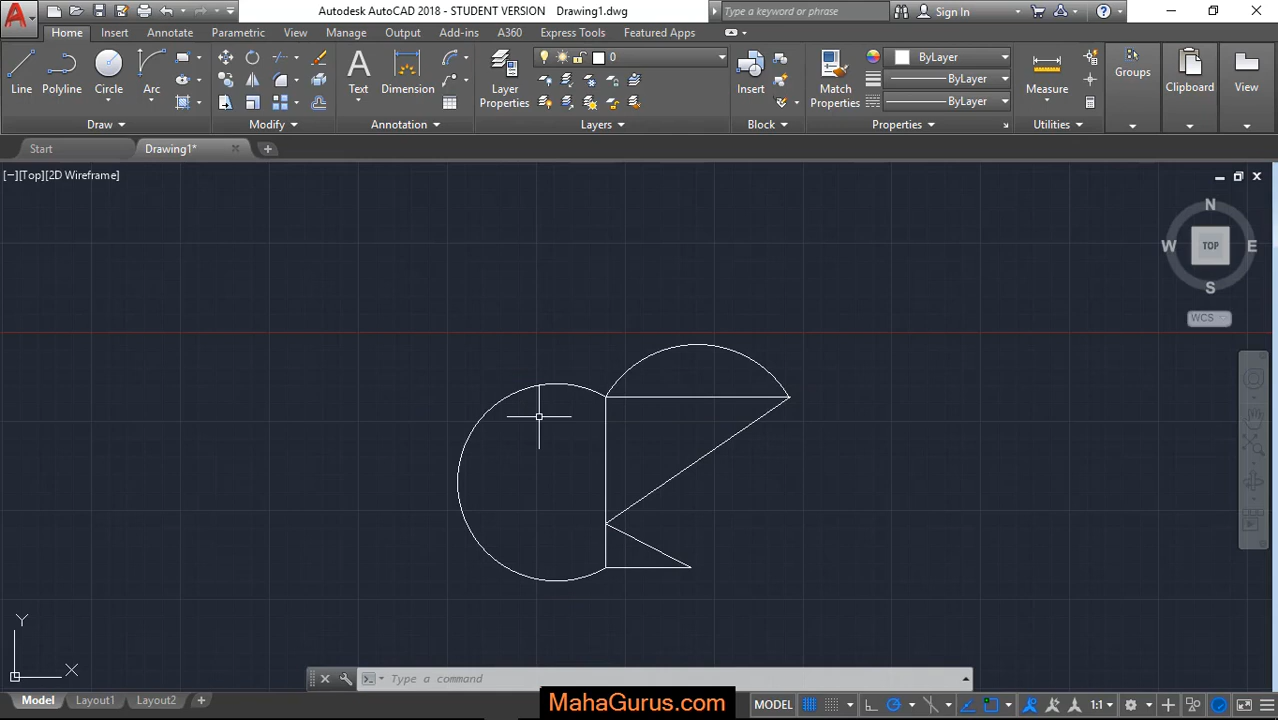 Autodesk AutoCAD 2018 - STUDENT VERSION Drawing1.dwg
Type a keyword or phrase
Sign In
Home Insert Annotate Parametric View Manage Output Add-ins A360 Express Tools Featured Apps
Line Polyline Circle Arc
Text Dimension
Layer Properties
0
Insert
Match Properties
ByLayer
ByLayer
ByLayer
Measure
Groups
Clipboard
View
Draw Modify Annotation Layers Block Properties Utilities
Start Drawing1*
[−][Top][2D Wireframe]
N
W TOP E
S
WCS
Y
X
Type a command
Model Layout1 Layout2
MahaGurus.com
MODEL
1:1